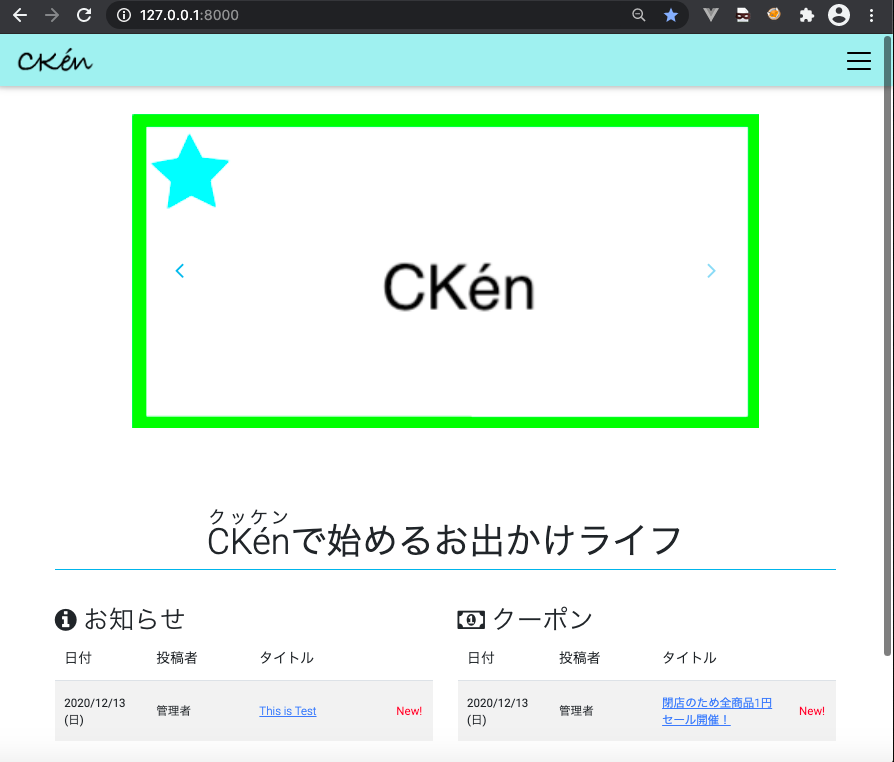 127.0.0.1:8000
CKén
CKén
クッケン
CKénで始めるお出かけライフ
お知らせ
日付 投稿者 タイトル
2020/12/13
(日)
管理者 This is Test New!
クーポン
日付 投稿者 タイトル
2020/12/13
(日)
管理者
閉店のため全商品1円
セール開催！
New!